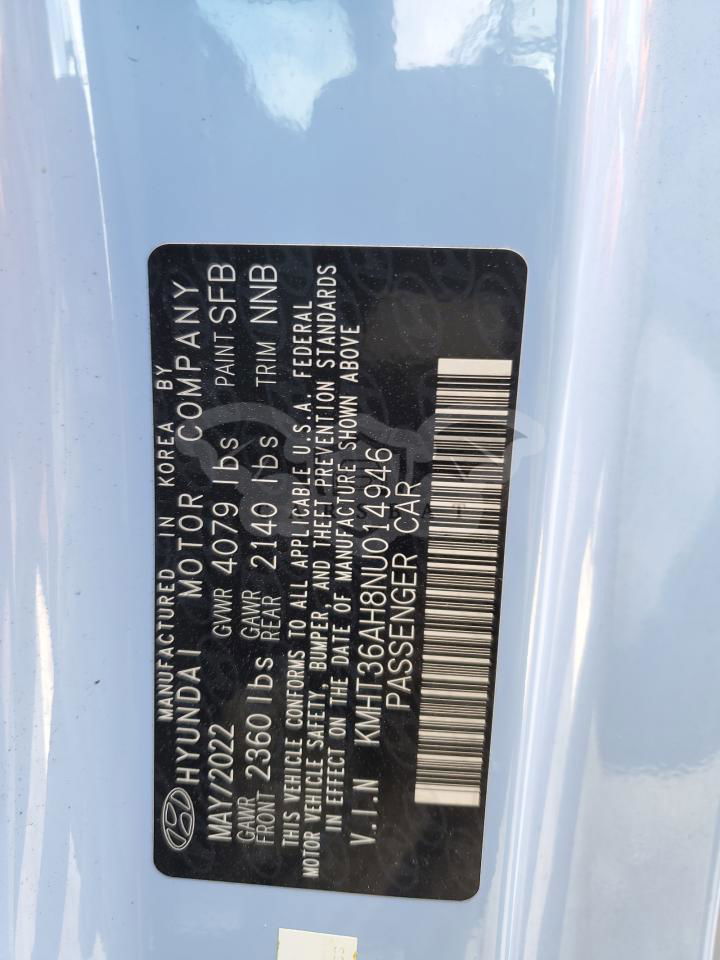 MANUFACTURED IN KOREA BY
HYUNDAI MOTOR COMPANY
MAY/2022 GVWR 4079 lbs PAINT SFB
GAWR FRONT 2360 lbs GAWR REAR 2140 lbs TRIM NNB
THIS VEHICLE CONFORMS TO ALL APPLICABLE U.S.A. FEDERAL
MOTOR VEHICLE SAFETY, BUMPER, AND THEFT PREVENTION STANDARDS
IN EFFECT ON THE DATE OF MANUFACTURE SHOWN ABOVE
V.I.N KMHT36AH8NU014946
PASSENGER CAR